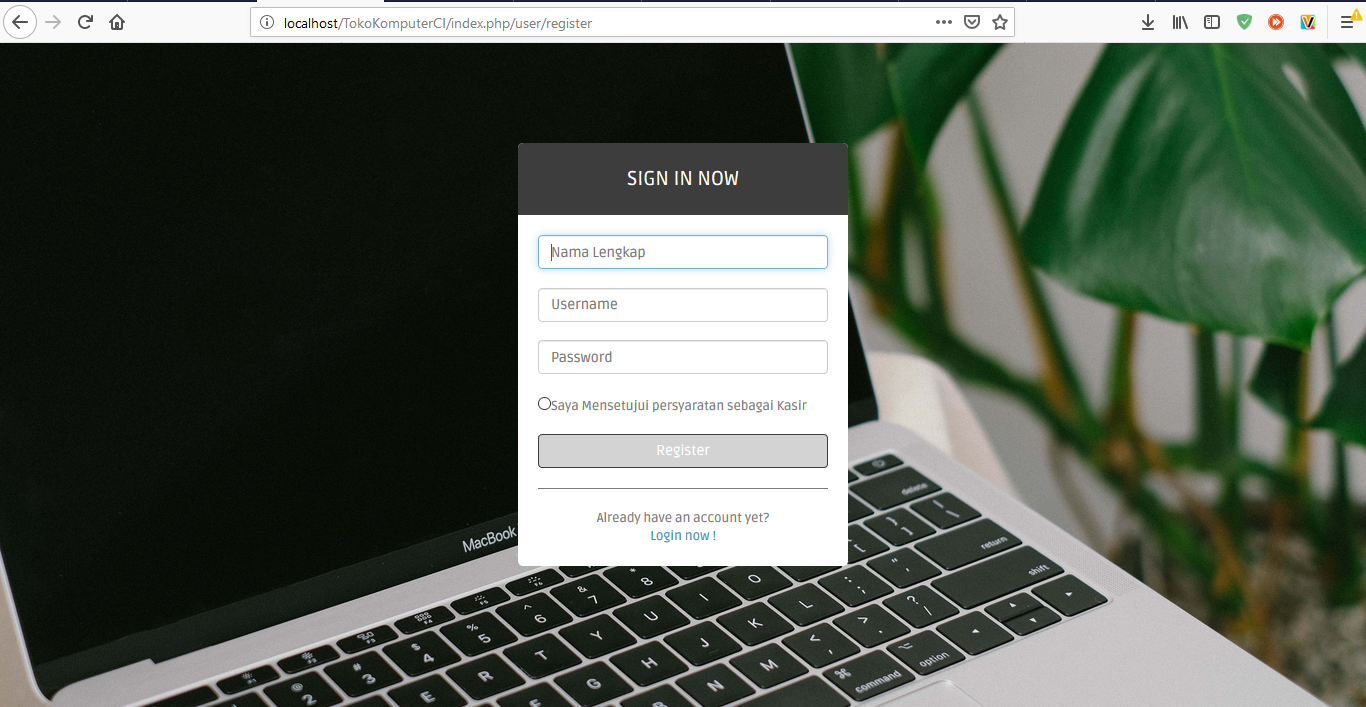 localhost/TokoKomputerCI/index.php/user/register
SIGN IN NOW
Nama Lengkap
Username
Password
Saya Mensetujui persyaratan sebagai Kasir
Register
Already have an account yet?
Login now !
MacBook
delete
return
shift
command
option